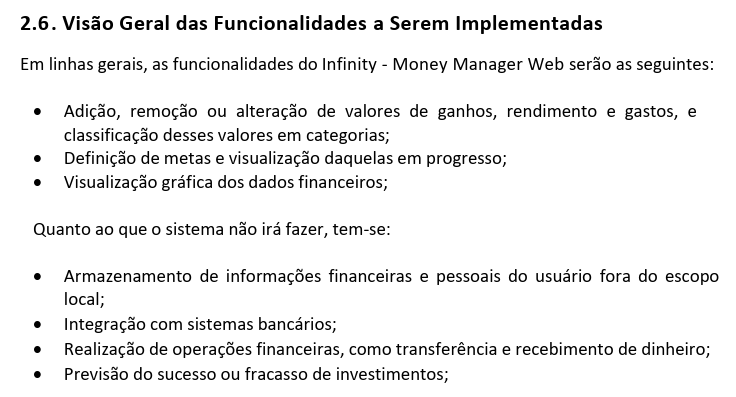 2.6. Visão Geral das Funcionalidades a Serem Implementadas
Em linhas gerais, as funcionalidades do Infinity - Money Manager Web serão as seguintes:
• Adição, remoção ou alteração de valores de ganhos, rendimento e gastos, e
classificação desses valores em categorias;
• Definição de metas e visualização daquelas em progresso;
• Visualização gráfica dos dados financeiros;
Quanto ao que o sistema não irá fazer, tem-se:
• Armazenamento de informações financeiras e pessoais do usuário fora do escopo
local;
• Integração com sistemas bancários;
• Realização de operações financeiras, como transferência e recebimento de dinheiro;
• Previsão do sucesso ou fracasso de investimentos;